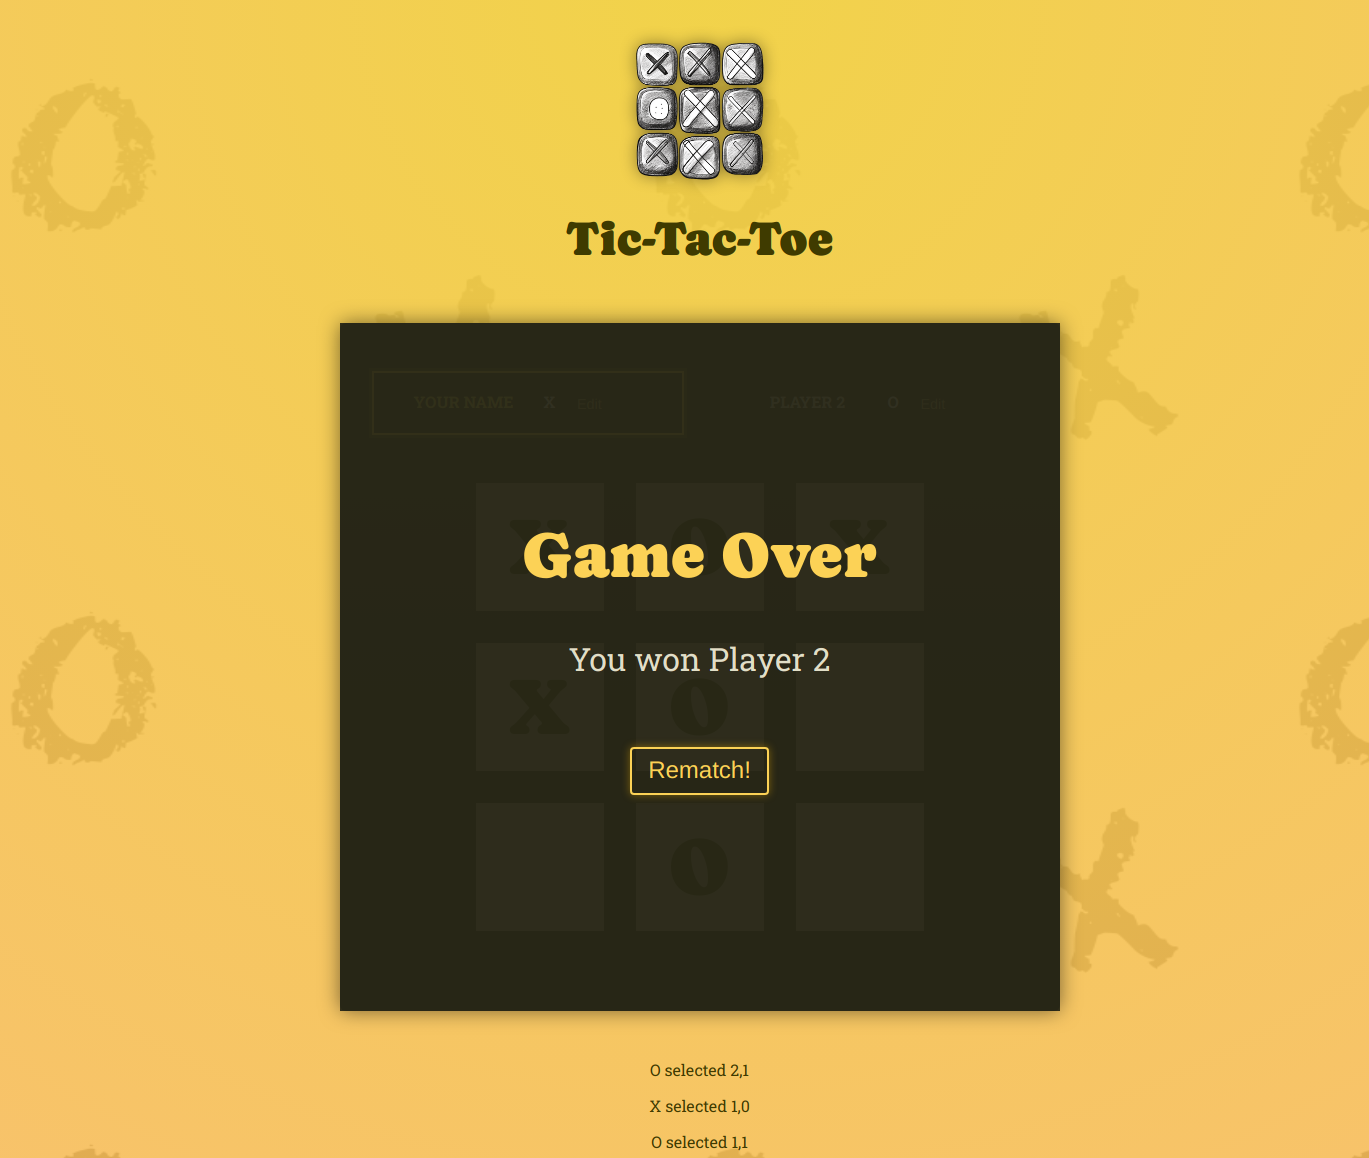 Tic-Tac-Toe
YOUR NAME X Edit
PLAYER 2 O Edit
X O X
Game Over
You won Player 2
X O
Rematch!
O
O selected 2,1
X selected 1,0
O selected 1,1